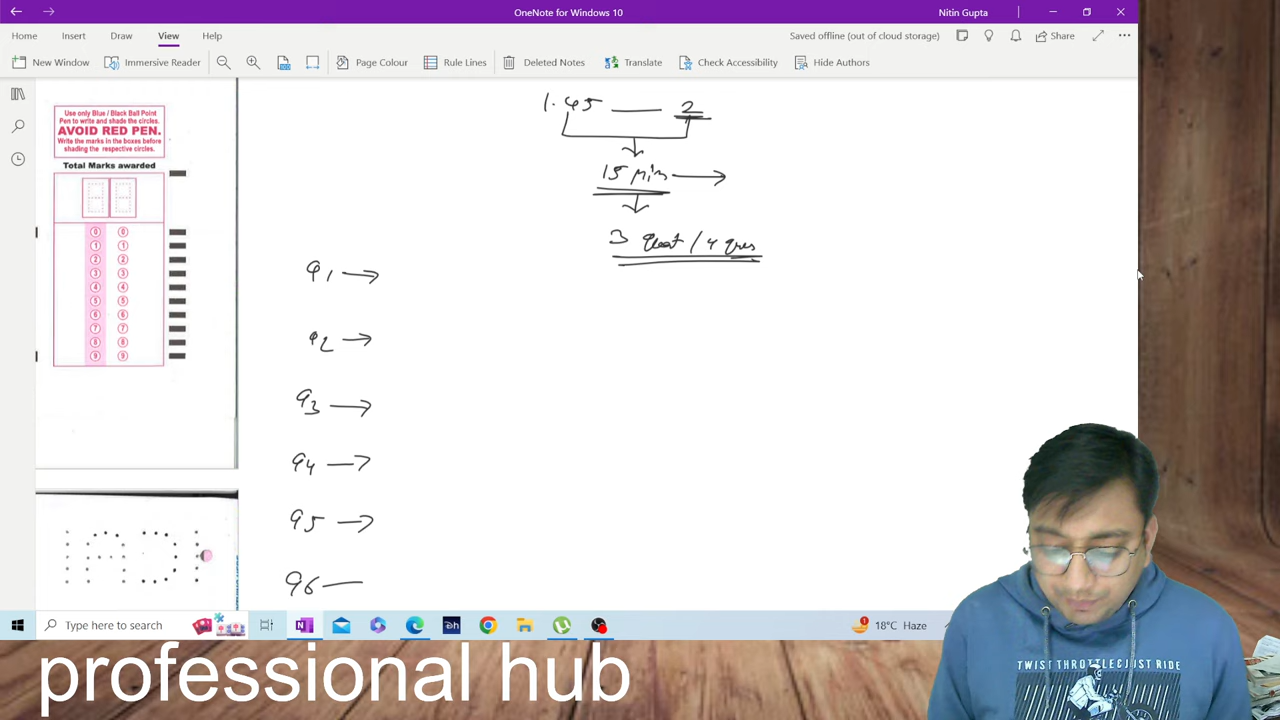 OneNote for Windows 10
Nitin Gupta
Home Insert Draw View Help
Saved offline (out of cloud storage)
Share
New Window Immersive Reader Page Colour Rule Lines Deleted Notes Translate Check Accessibility Hide Authors
Use only Blue / Black Ball Point
Pen to write and shade the circles.
AVOID RED PEN.
Write the marks in the boxes before
shading the respective circles.
Total Marks awarded
0 0
1 1
2 2
3 3
4 4
5 5
6 6
7 7
8 8
9 9
1.45 — 2
15 Min
3 / 4 ques
q1
q2
q3
q4
q5
q6
ICAI
Type here to search
18°C Haze
professional hub
TWIST THROTTLE JUST RIDE